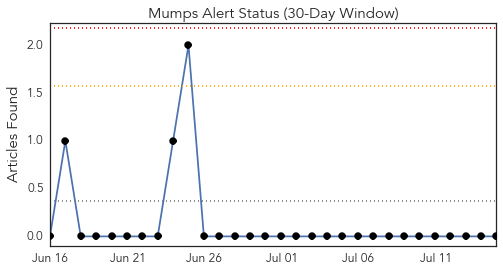 Mumps Alert Status (30-Day Window)
Articles Found
2.0
1.5
1.0
0.5
0.0
Jun 16 Jun 21 Jun 26 Jul 01 Jul 06 Jul 11